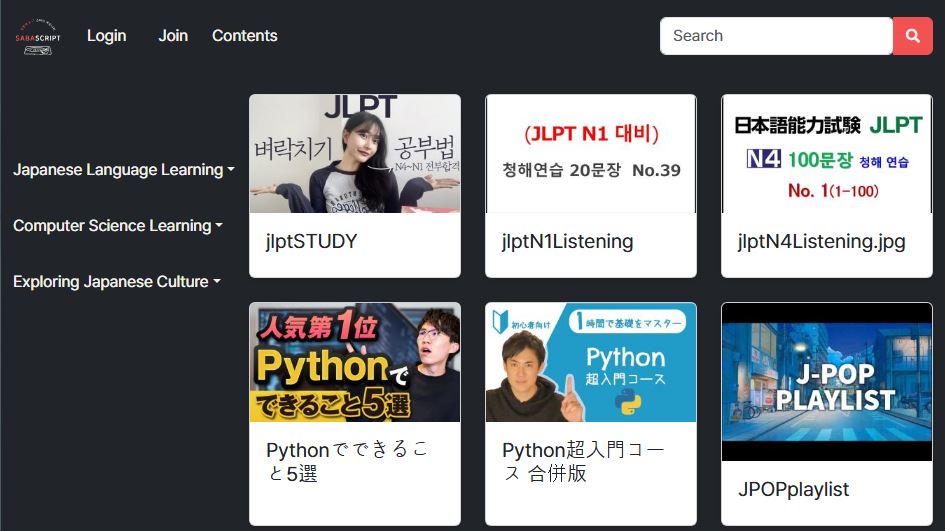 SABASCRIPT
Login
Join
Contents
Search
Japanese Language Learning
Computer Science Learning
Exploring Japanese Culture
JLPT
벼락치기 공부법
N4~N1 전부합격
jlptSTUDY
(JLPT N1 대비)
청해연습 20문장 No.39
jlptN1Listening
日本語能力試験 JLPT
N4 100문장 청해 연습
No. 1(1-100)
jlptN4Listening.jpg
人気第1位
Pythonで
できること5選
Pythonでできるこ
と5選
初心者向け
1時間で基礎をマスター
Python
超入門コース
Python超入門コー
ス 合併版
J-POP
PLAYLIST
JPOPplaylist